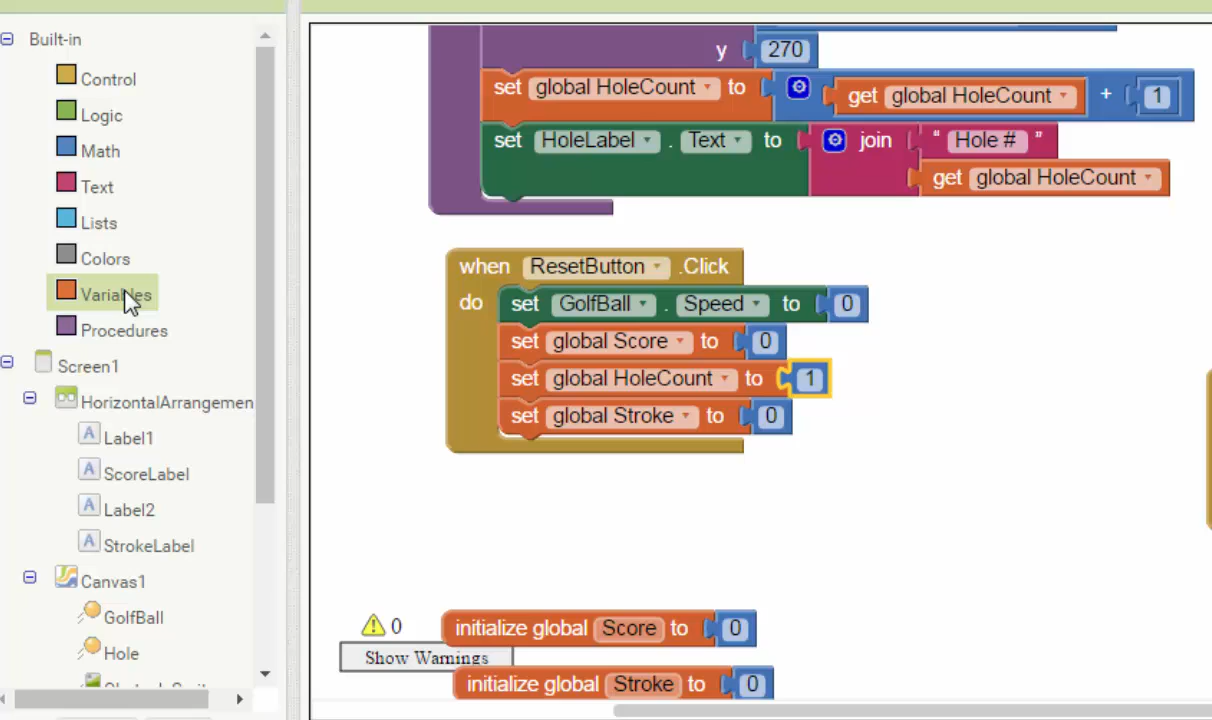 Built-in
Control
Logic
Math
Text
Lists
Colors
Variables
Procedures
Screen1
HorizontalArrangemen
Label1
ScoreLabel
Label2
StrokeLabel
Canvas1
GolfBall
Hole
y 270
set global HoleCount to get global HoleCount + 1
set HoleLabel . Text to join " Hole # "
get global HoleCount
when ResetButton .Click
do set GolfBall . Speed to 0
set global Score to 0
set global HoleCount to 1
set global Stroke to 0
0
Show Warnings
initialize global Score to 0
initialize global Stroke to 0